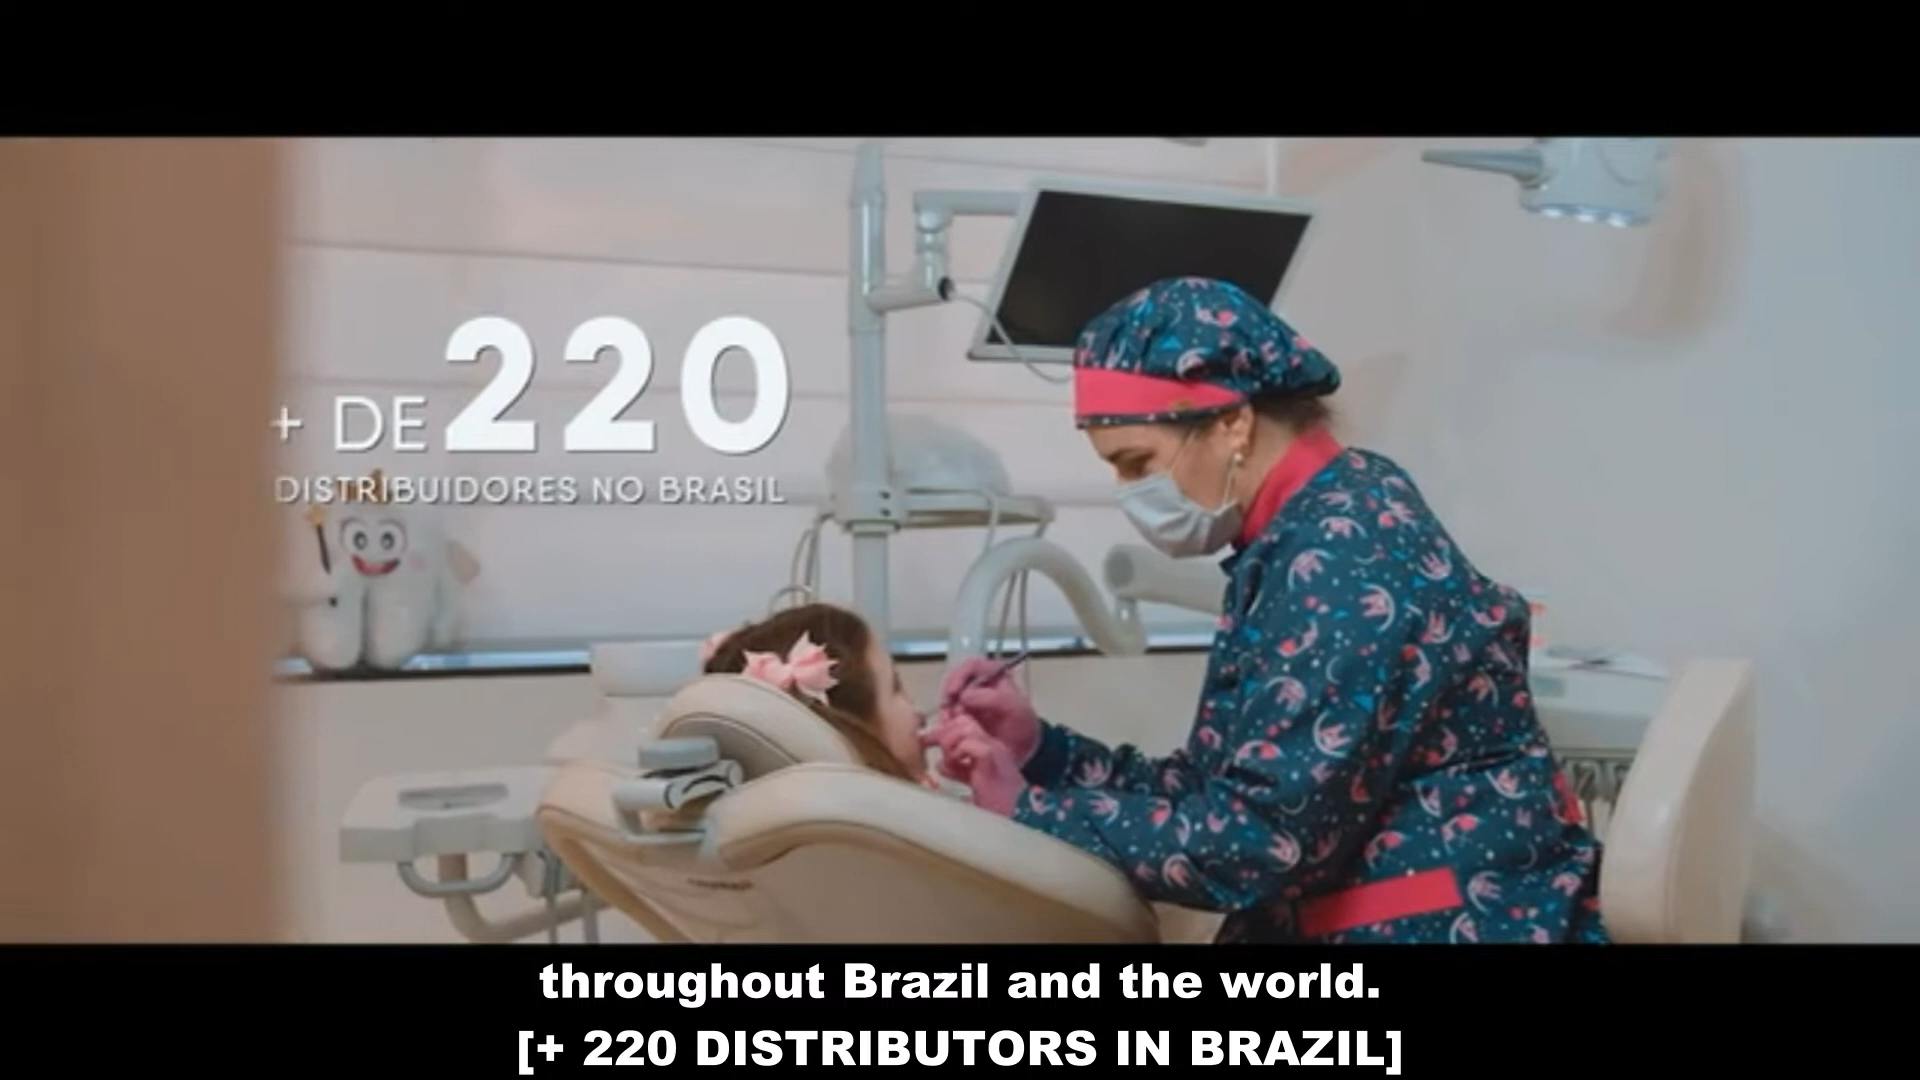 + DE 220
DISTRIBUIDORES NO BRASIL
throughout Brazil and the world.
[+ 220 DISTRIBUTORS IN BRAZIL]